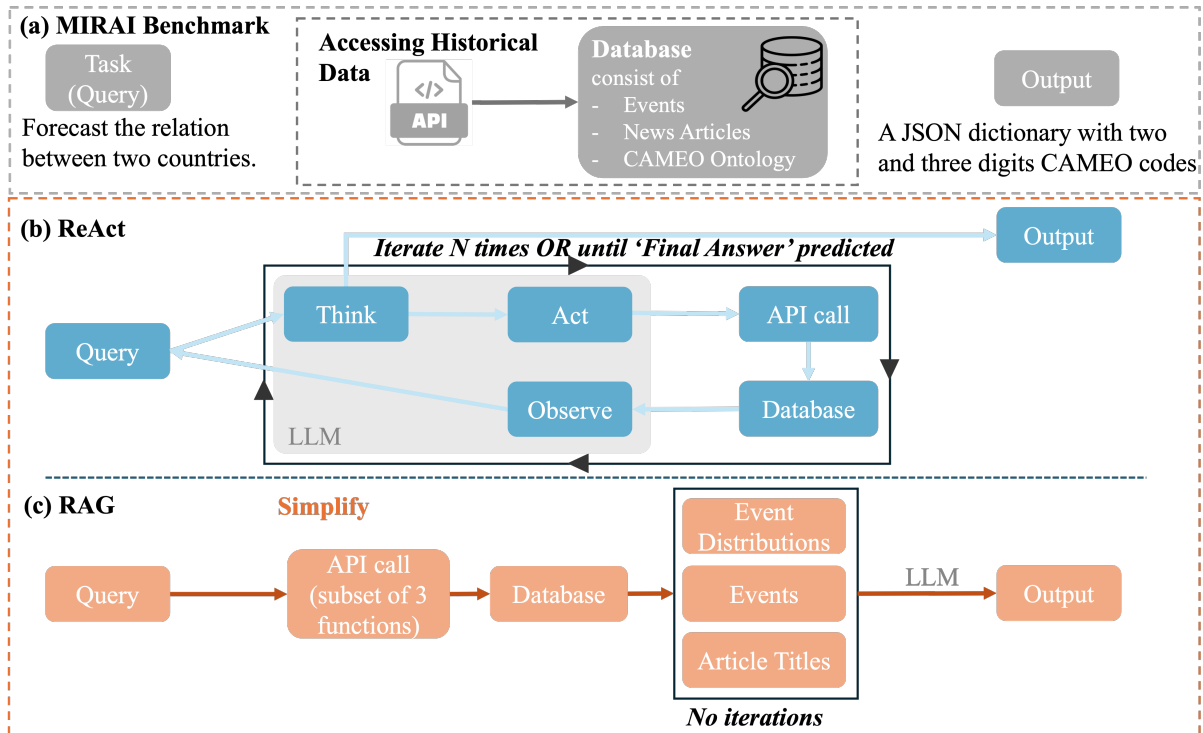 (a) MIRAI Benchmark
Task
(Query)
Forecast the relation
between two countries.
Accessing Historical
Data
</>
API
Database
consist of
- Events
- News Articles
- CAMEO Ontology
Output
A JSON dictionary with two
and three digits CAMEO codes
(b) ReAct
Iterate N times OR until ‘Final Answer’ predicted
Output
Query
Think
Act
API call
Observe
Database
LLM
(c) RAG
Simplify
Query
API call
(subset of 3
functions)
Database
Event
Distributions
Events
Article Titles
No iterations
LLM
Output